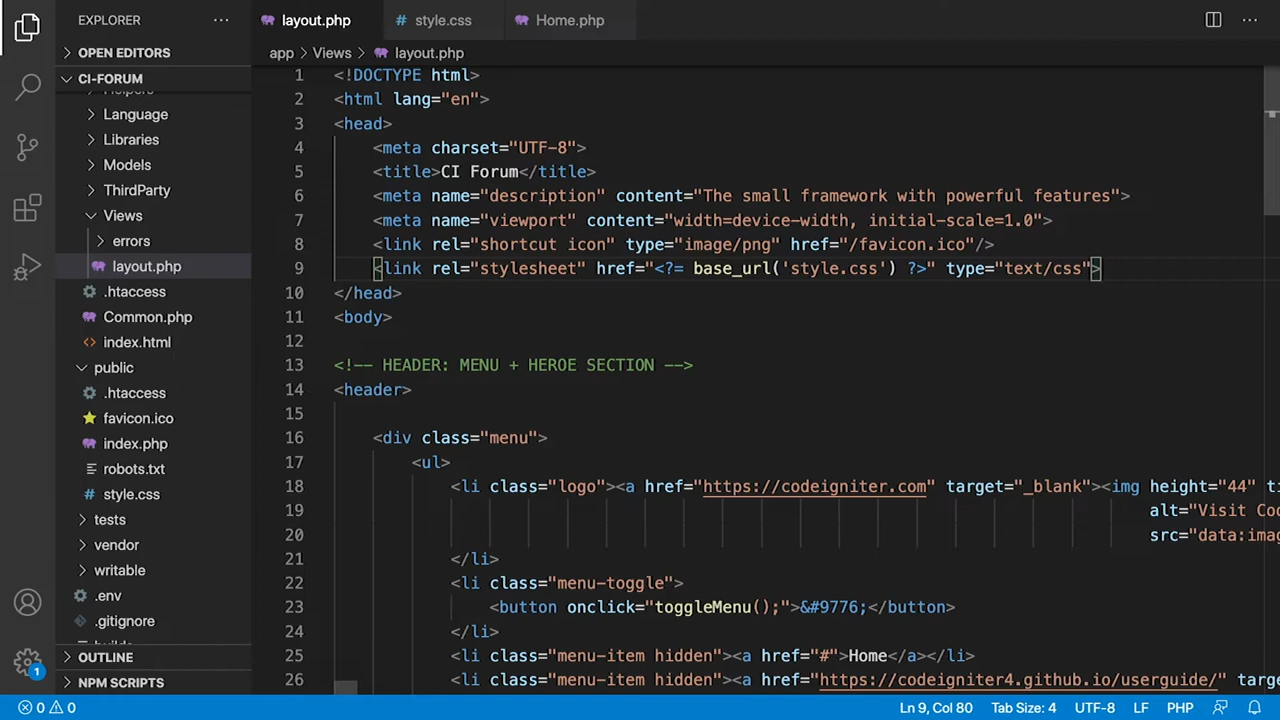 EXPLORER
layout.php
style.css
Home.php
OPEN EDITORS
app > Views > layout.php
CI-FORUM
Helpers
Language
Libraries
Models
ThirdParty
Views
errors
layout.php
.htaccess
Common.php
index.html
public
.htaccess
favicon.ico
index.php
robots.txt
style.css
tests
vendor
writable
.env
.gitignore
OUTLINE
NPM SCRIPTS
1 <!DOCTYPE html>
2 <html lang="en">
3 <head>
4 <meta charset="UTF-8">
5 <title>CI Forum</title>
6 <meta name="description" content="The small framework with powerful features">
7 <meta name="viewport" content="width=device-width, initial-scale=1.0">
8 <link rel="shortcut icon" type="image/png" href="/favicon.ico"/>
9 <link rel="stylesheet" href="<?= base_url('style.css') ?>" type="text/css">
10 </head>
11 <body>
12
13 <!-- HEADER: MENU + HEROE SECTION -->
14 <header>
15
16 <div class="menu">
17 <ul>
18 <li class="logo"><a href="https://codeigniter.com" target="_blank"><img height="44" ti
19 alt="Visit Co
20 src="data:ima
21 </li>
22 <li class="menu-toggle">
23 <button onclick="toggleMenu();">&#9776;</button>
24 </li>
25 <li class="menu-item hidden"><a href="#">Home</a></li>
26 <li class="menu-item hidden"><a href="https://codeigniter4.github.io/userguide/" targe
1
0 0
Ln 9, Col 80
Tab Size: 4
UTF-8
LF
PHP